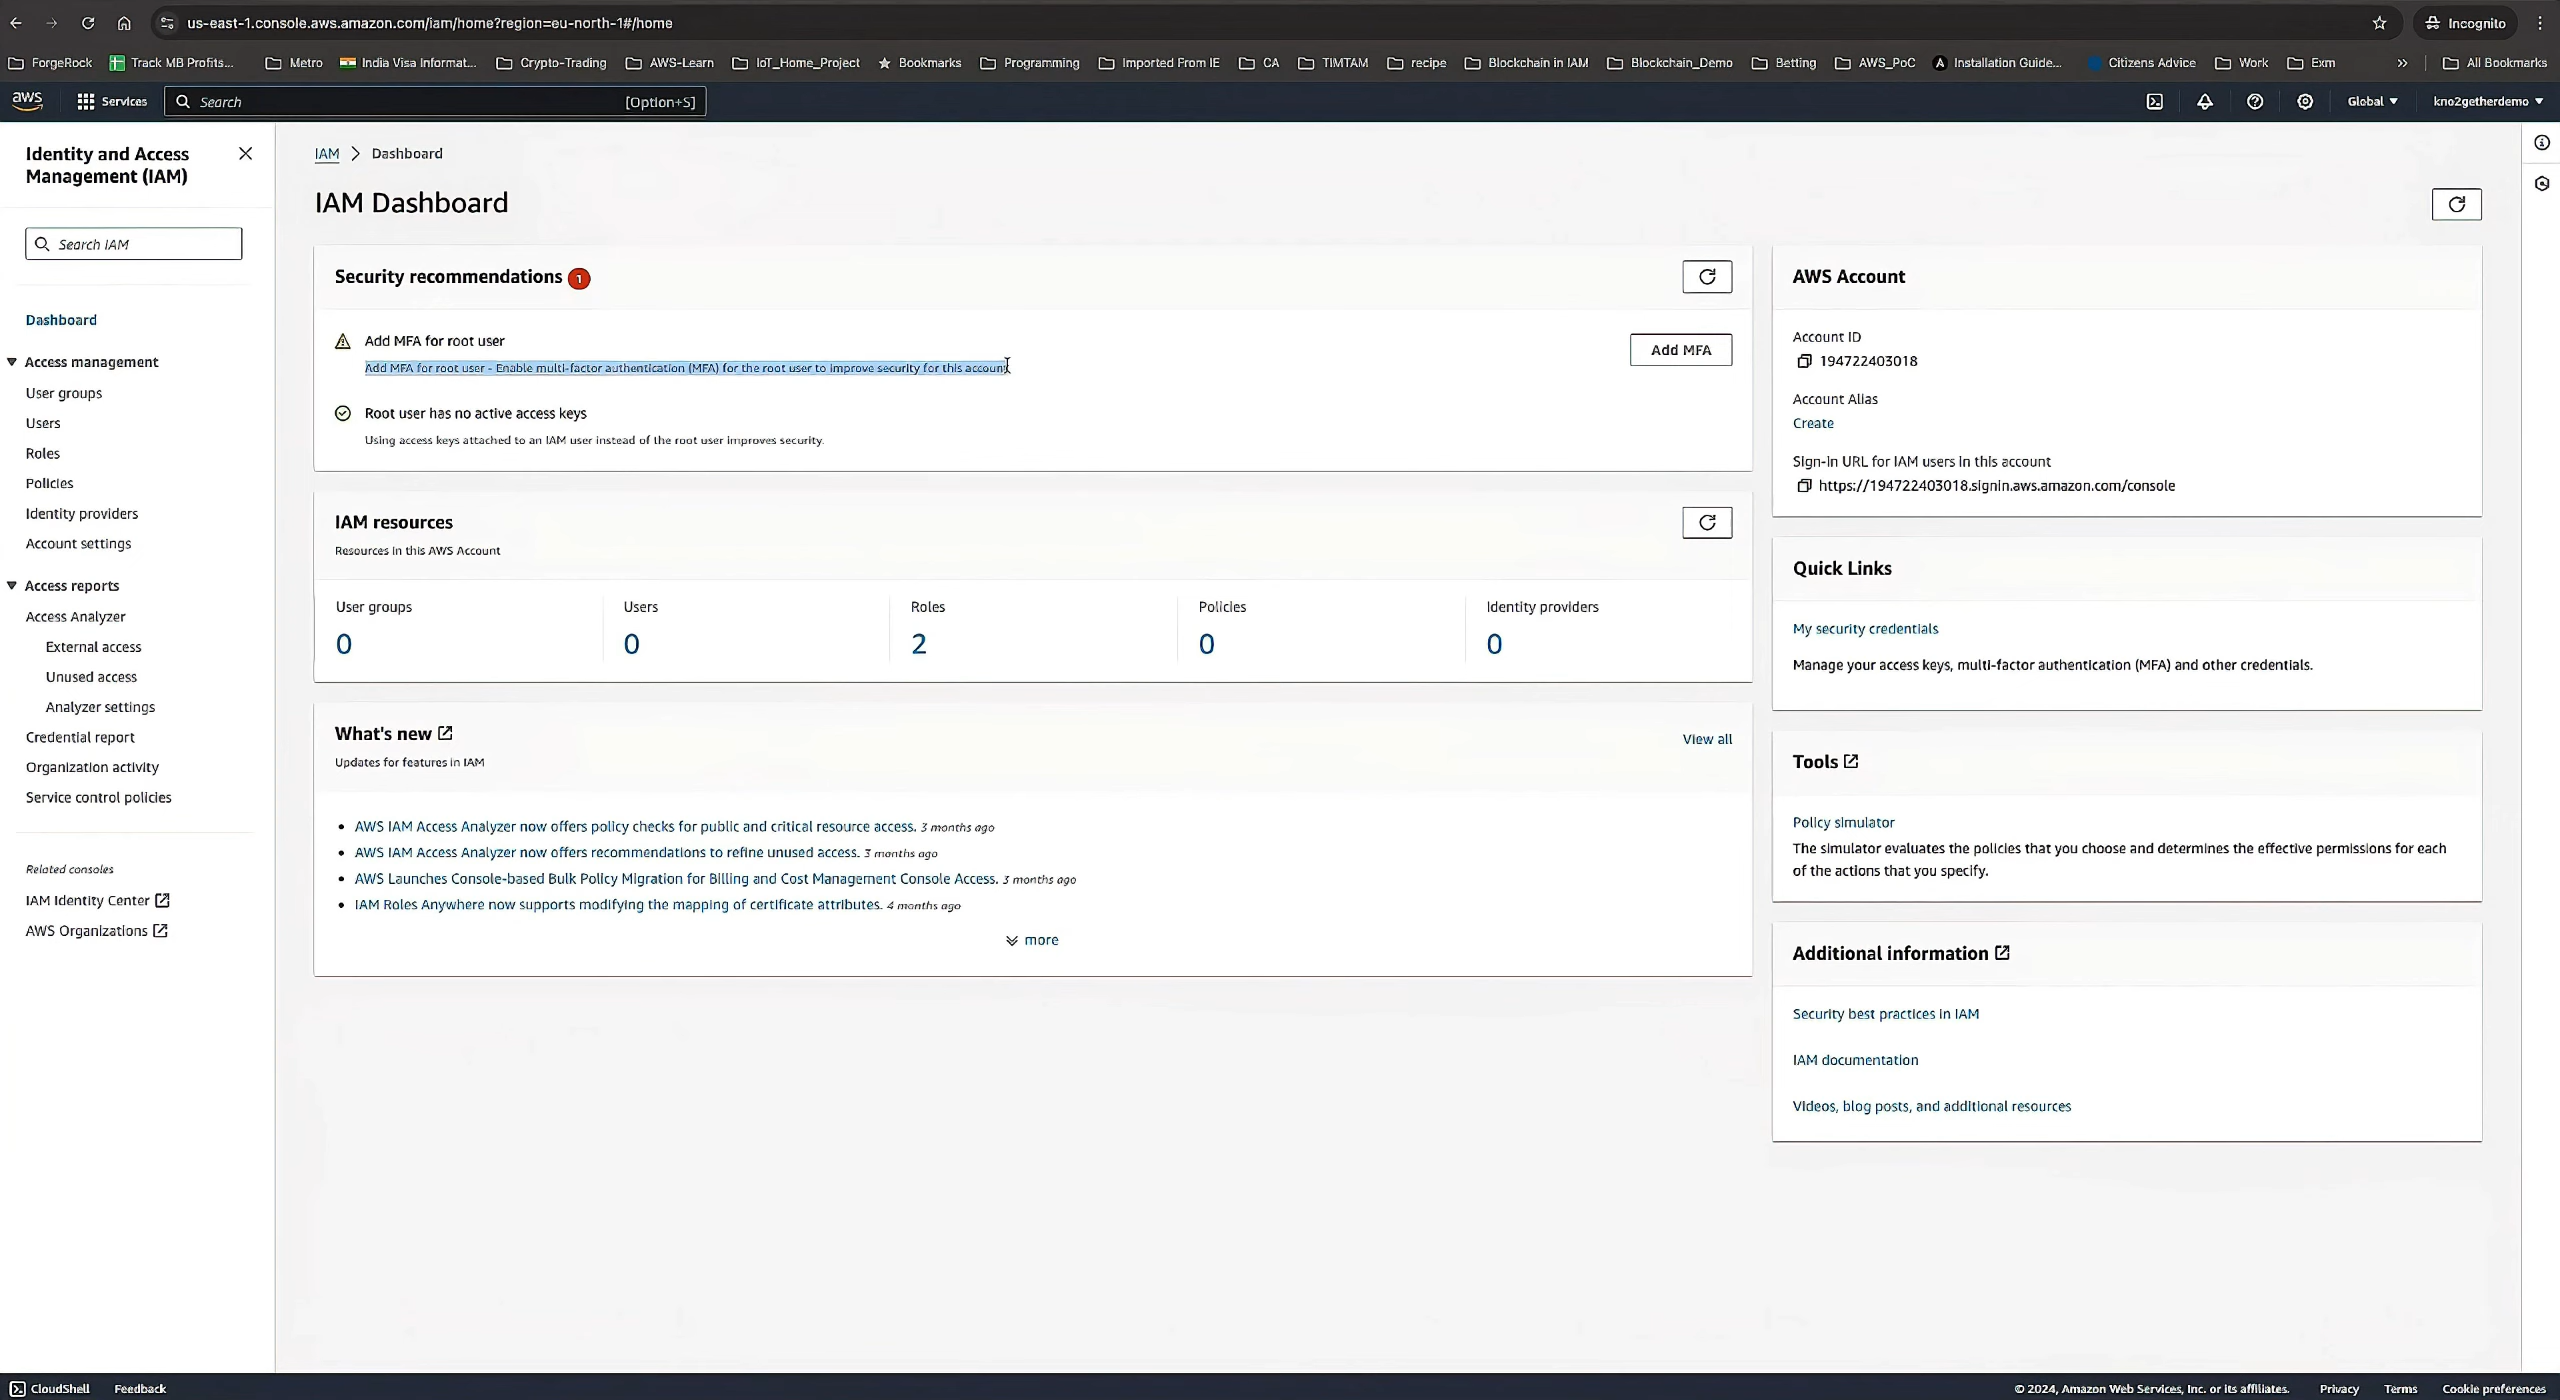 us-east-1.console.aws.amazon.com/iam/home?region=eu-north-1#/home
Incognito
ForgeRock
Track MB Profits...
Metro
India Visa Informat...
Crypto-Trading
AWS-Learn
IoT_Home_Project
Bookmarks
Programming
Imported From IE
CA
TIMTAM
recipe
Blockchain in IAM
Blockchain_Demo
Betting
AWS_PoC
Installation Guide...
Citizens Advice
Work
Exm
All Bookmarks
aws
Services
Search
[Option+S]
Global
kno2getherdemo
Identity and Access
Management (IAM)
Search IAM
Dashboard
Access management
User groups
Users
Roles
Policies
Identity providers
Account settings
Access reports
Access Analyzer
External access
Unused access
Analyzer settings
Credential report
Organization activity
Service control policies
Related consoles
IAM Identity Center
AWS Organizations
IAM > Dashboard
IAM Dashboard
Security recommendations 1
Add MFA for root user
Add MFA for root user - Enable multi-factor authentication (MFA) for the root user to improve security for this account
Add MFA
Root user has no active access keys
Using access keys attached to an IAM user instead of the root user improves security.
IAM resources
Resources in this AWS Account
User groups
0
Users
0
Roles
2
Policies
0
Identity providers
0
What's new
View all
Updates for features in IAM
AWS IAM Access Analyzer now offers policy checks for public and critical resource access. 3 months ago
AWS IAM Access Analyzer now offers recommendations to refine unused access. 3 months ago
AWS Launches Console-based Bulk Policy Migration for Billing and Cost Management Console Access. 3 months ago
IAM Roles Anywhere now supports modifying the mapping of certificate attributes. 4 months ago
more
AWS Account
Account ID
194722403018
Account Alias
Create
Sign-in URL for IAM users in this account
https://194722403018.signin.aws.amazon.com/console
Quick Links
My security credentials
Manage your access keys, multi-factor authentication (MFA) and other credentials.
Tools
Policy simulator
The simulator evaluates the policies that you choose and determines the effective permissions for each
of the actions that you specify.
Additional information
Security best practices in IAM
IAM documentation
Videos, blog posts, and additional resources
CloudShell
Feedback
© 2024, Amazon Web Services, Inc. or its affiliates.
Privacy
Terms
Cookie preferences